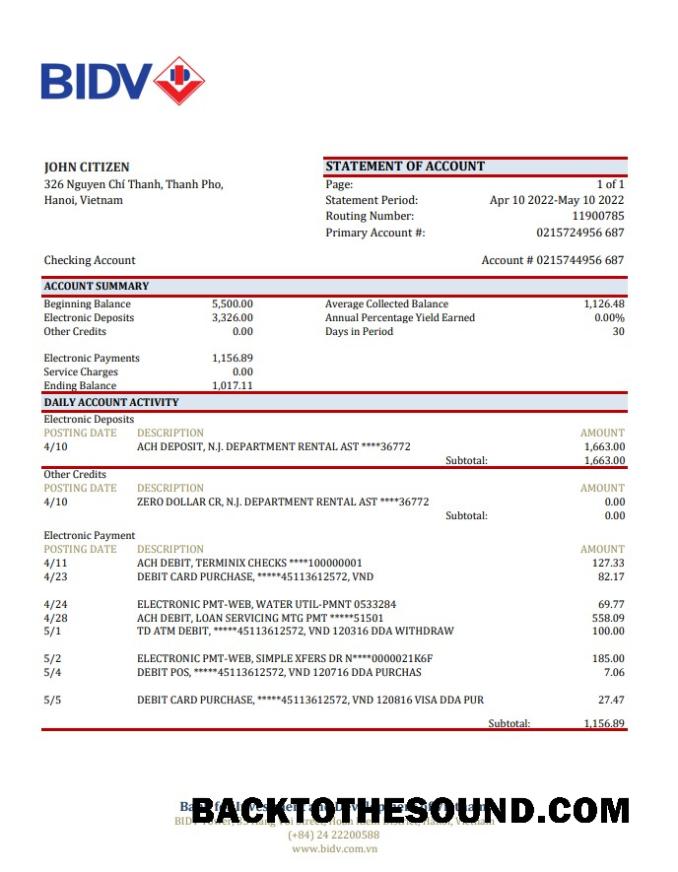 BIDV
JOHN CITIZEN
326 Nguyen Chí Thanh, Thanh Pho,
Hanoi, Vietnam
STATEMENT OF ACCOUNT
Page: 1 of 1
Statement Period: Apr 10 2022-May 10 2022
Routing Number: 11900785
Primary Account #: 0215724956 687
Checking Account Account # 0215744956 687
ACCOUNT SUMMARY
Beginning Balance 5,500.00 Average Collected Balance 1,126.48
Electronic Deposits 3,326.00 Annual Percentage Yield Earned 0.00%
Other Credits 0.00 Days in Period 30
Electronic Payments 1,156.89
Service Charges 0.00
Ending Balance 1,017.11
DAILY ACCOUNT ACTIVITY
Electronic Deposits
POSTING DATE DESCRIPTION AMOUNT
4/10 ACH DEPOSIT, N.J. DEPARTMENT RENTAL AST ****36772 1,663.00
Subtotal: 1,663.00
Other Credits
POSTING DATE DESCRIPTION AMOUNT
4/10 ZERO DOLLAR CR, N.J. DEPARTMENT RENTAL AST ****36772 0.00
Subtotal: 0.00
Electronic Payment
POSTING DATE DESCRIPTION AMOUNT
4/11 ACH DEBIT, TERMINIX CHECKS ****100000001 127.33
4/23 DEBIT CARD PURCHASE, *****45113612572, VND 82.17
4/24 ELECTRONIC PMT-WEB, WATER UTIL-PMNT 0533284 69.77
4/28 ACH DEBIT, LOAN SERVICING MTG PMT *****51501 558.09
5/1 TD ATM DEBIT, *****45113612572, VND 120316 DDA WITHDRAW 100.00
5/2 ELECTRONIC PMT-WEB, SIMPLE XFERS DR N****0000021K6F 185.00
5/4 DEBIT POS, *****45113612572, VND 120716 DDA PURCHAS 7.06
5/5 DEBIT CARD PURCHASE, *****45113612572, VND 120816 VISA DDA PUR 27.47
Subtotal: 1,156.89
BACKTOTHESOUND.COM
(+84) 24 22200588
www.bidv.com.vn